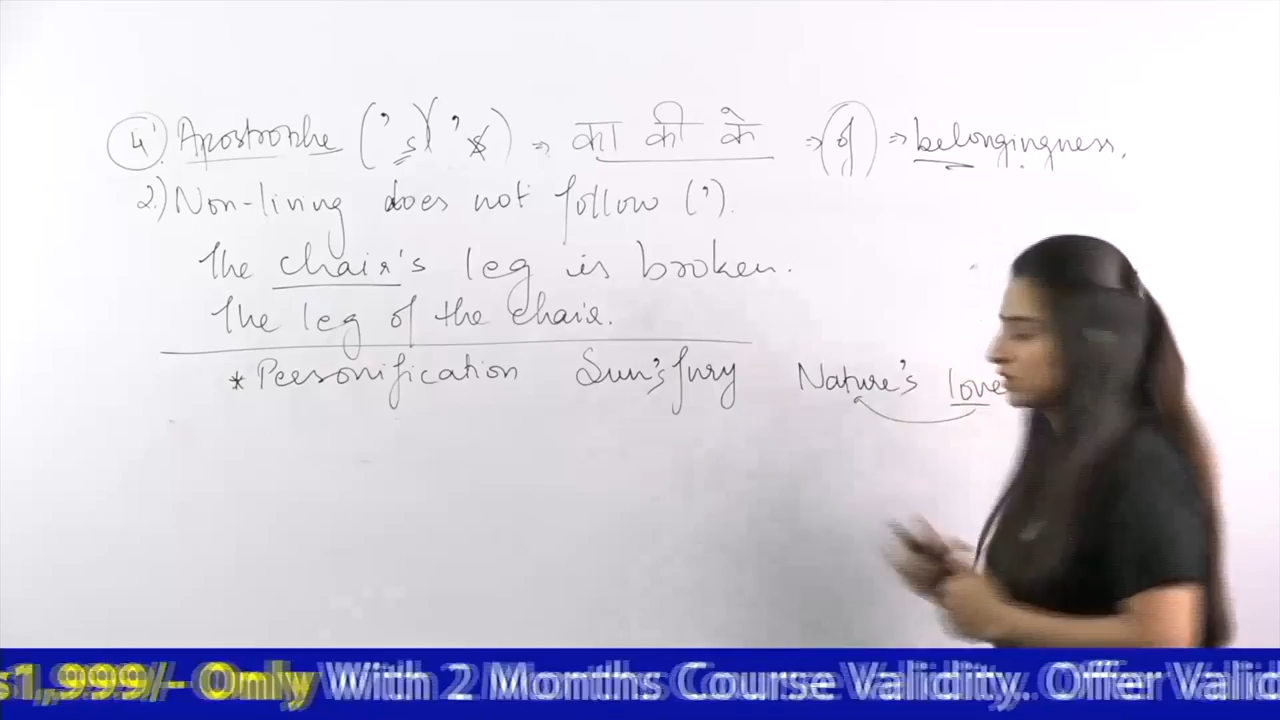 4. Apostrophe ('s)(' s) ⇒ का की के ⇒ (of) ⇒ belongingness.
2.) Non-living does not follow (').
The chair's leg is broken.
The leg of the chair.
* Personification Sun's fury Nature's love
1,999/- Only With 2 Months Course Validity. Offer Valid